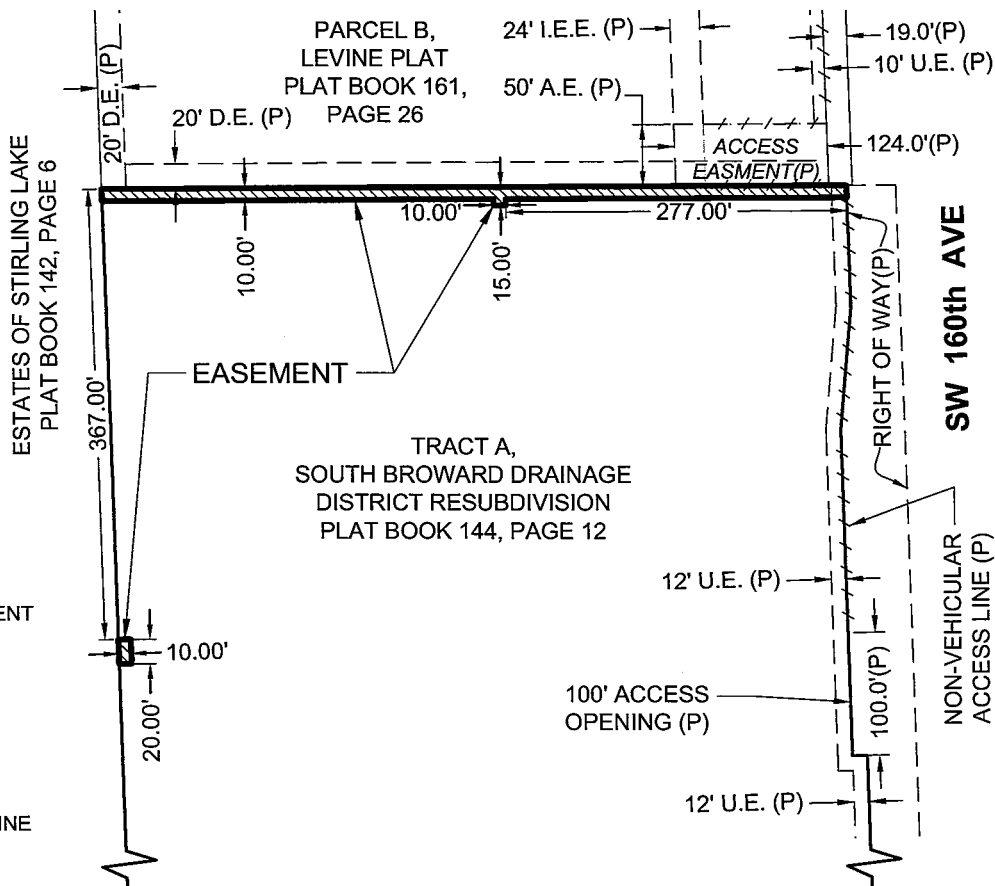 PARCEL B,
LEVINE PLAT
PLAT BOOK 161,
PAGE 26
24' I.E.E. (P)
19.0'(P)
10' U.E. (P)
50' A.E. (P)
20' D.E. (P)
20' D.E. (P)
124.0'(P)
ACCESS
EASMENT(P)
ESTATES OF STIRLING LAKE
PLAT BOOK 142, PAGE 6
10.00'
277.00'
10.00'
15.00'
367.00'
EASEMENT
RIGHT OF WAY(P)
SW 160th AVE
TRACT A,
SOUTH BROWARD DRAINAGE
DISTRICT RESUBDIVISION
PLAT BOOK 144, PAGE 12
12' U.E. (P)
NON-VEHICULAR
ACCESS LINE (P)
ENT
10.00'
20.00'
100' ACCESS
OPENING (P)
100.0'(P)
12' U.E. (P)
INE